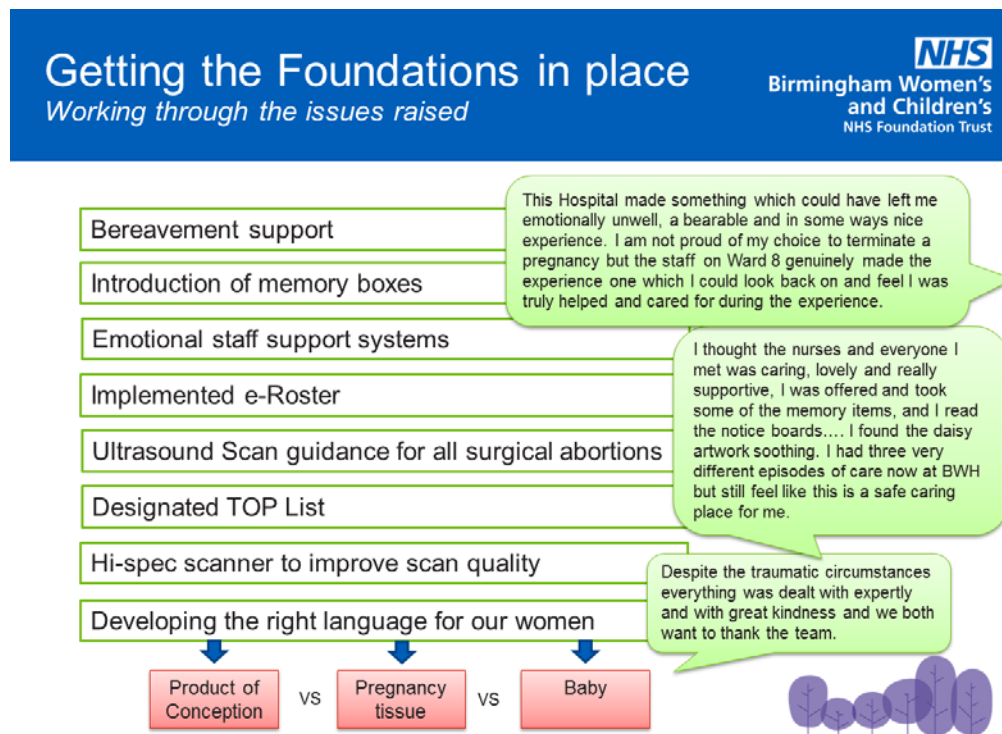 Getting the Foundations in place
Working through the issues raised
NHS
Birmingham Women's
and Children's
NHS Foundation Trust
Bereavement support
Introduction of memory boxes
Emotional staff support systems
Implemented e-Roster
Ultrasound Scan guidance for all surgical abortions
Designated TOP List
Hi-spec scanner to improve scan quality
Developing the right language for our women
Product of
Conception
vs
Pregnancy
tissue
vs
Baby
This Hospital made something which could have left me
emotionally unwell, a bearable and in some ways nice
experience. I am not proud of my choice to terminate a
pregnancy but the staff on Ward 8 genuinely made the
experience one which I could look back on and feel I was
truly helped and cared for during the experience.
I thought the nurses and everyone I
met was caring, lovely and really
supportive, I was offered and took
some of the memory items, and I read
the notice boards…. I found the daisy
artwork soothing. I had three very
different episodes of care now at BWH
but still feel like this is a safe caring
place for me.
Despite the traumatic circumstances
everything was dealt with expertly
and with great kindness and we both
want to thank the team.